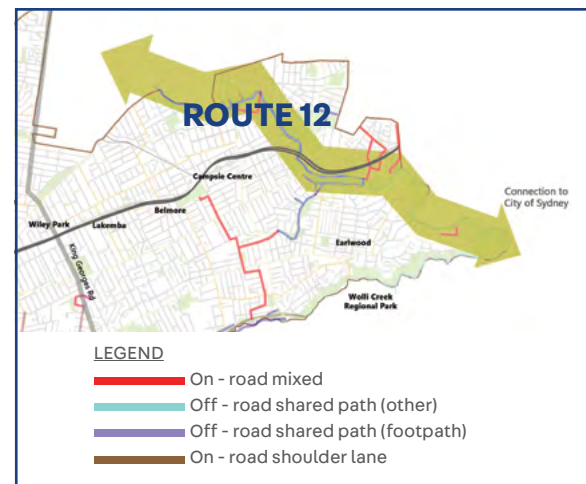 ROUTE 12
Campsie Centre
Connection to
City of Sydney
Belmore
Wiley Park
Lakemba
Earlwood
King Georges Rd
Wolli Creek
Regional Park
LEGEND
On - road mixed
Off - road shared path (other)
Off - road shared path (footpath)
On - road shoulder lane